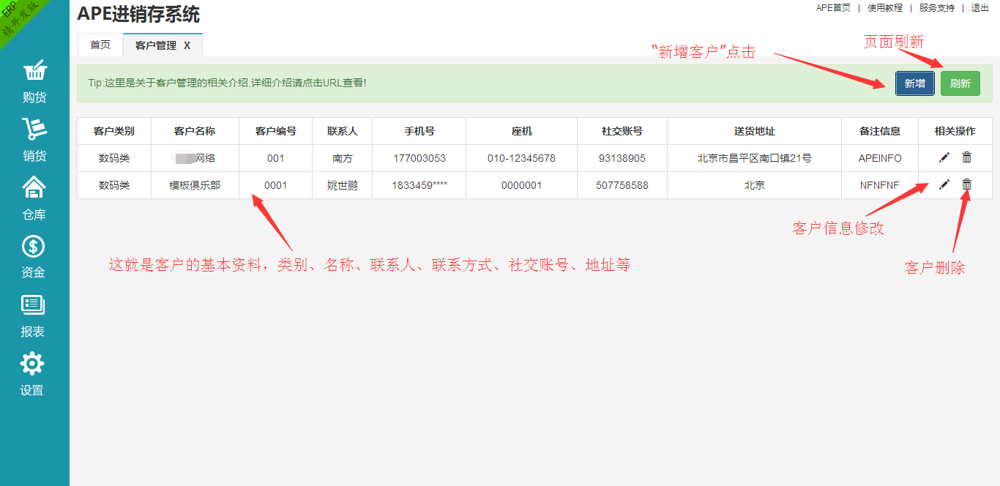 ERP
精开发版
APE进销存系统
APE首页 | 使用教程 | 服务支持 | 退出
首页
客户管理 X
“新增客户”点击
页面刷新
Tip:这里是关于客户管理的相关介绍,详细介绍请点击URL查看!
新增
刷新
客户类别 客户名称 客户编号 联系人 手机号 座机 社交账号 送货地址 备注信息 相关操作
数码类 网络 001 南方 177003053 010-12345678 93138905 北京市昌平区南口镇21号 APEINFO
数码类 模板俱乐部 0001 姚世鹏 1833459**** 0000001 507758588 北京 NFNFNF
客户信息修改
这就是客户的基本资料，类别、名称、联系人、联系方式、社交账号、地址等
客户删除
购货
销货
仓库
资金
报表
设置